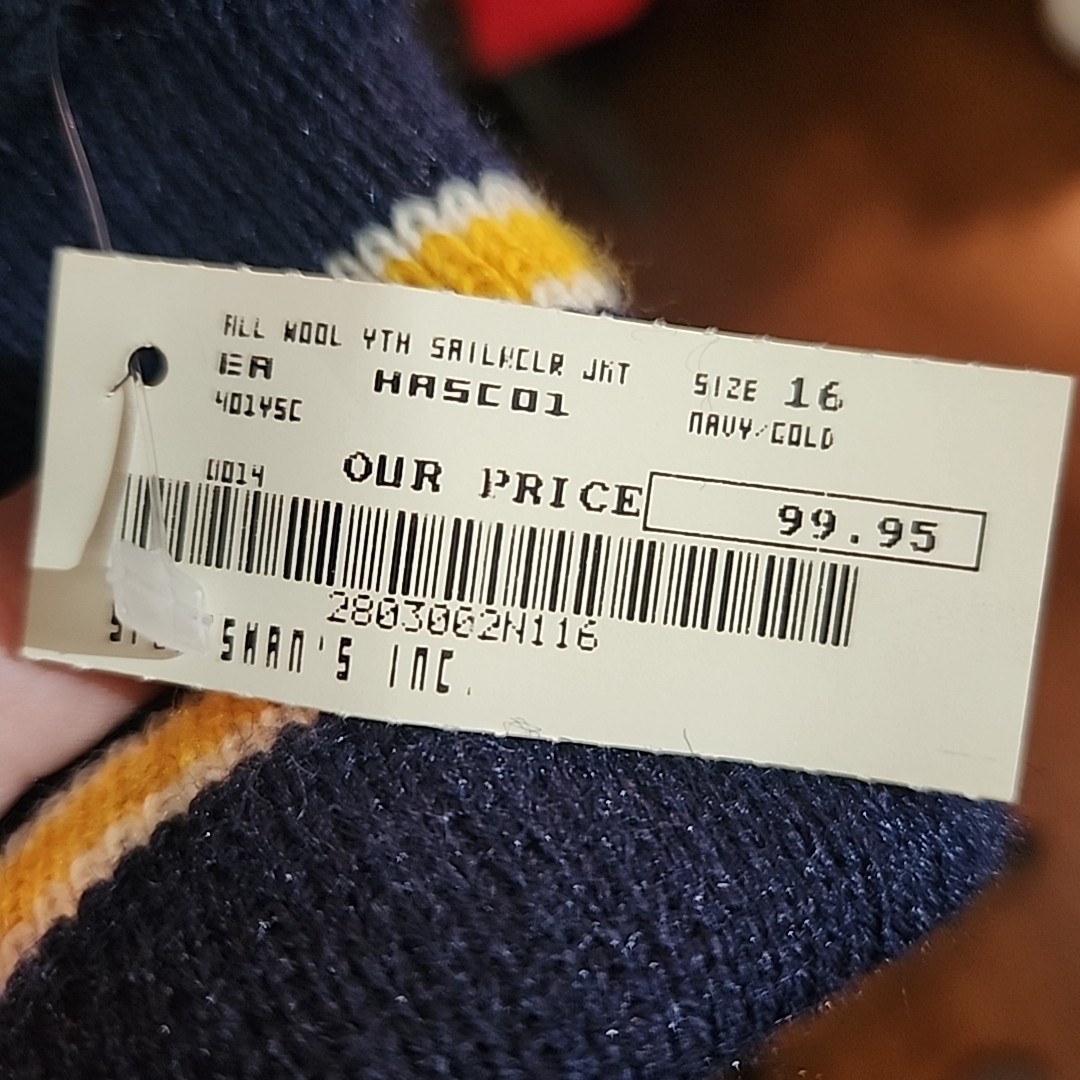 ALL WOOL YTH SAILHCLR JKT
EA HASC01
SIZE 16
401YSC
NAVY/GOLD
0014
OUR PRICE 99.95
2803002N116
INC.